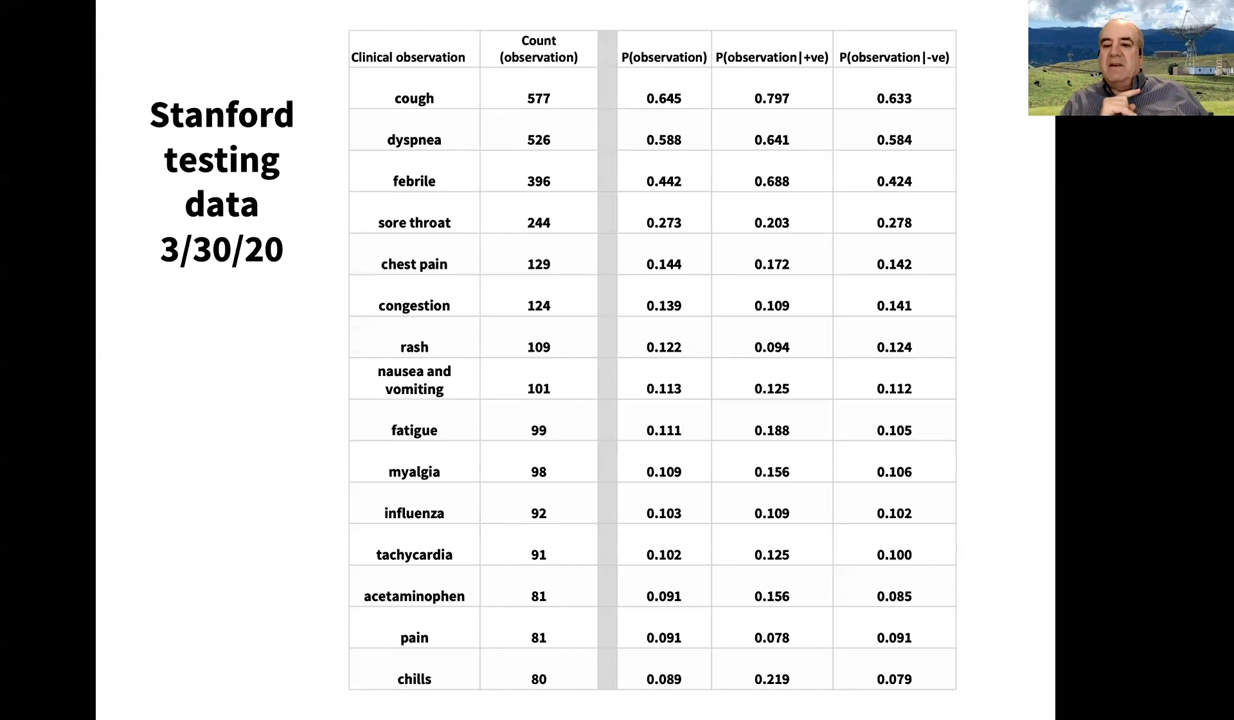 Stanford
testing
data
3/30/20
Clinical observation Count (observation) P(observation) P(observation|+ve) P(observation|-ve)
cough 577 0.645 0.797 0.633
dyspnea 526 0.588 0.641 0.584
febrile 396 0.442 0.688 0.424
sore throat 244 0.273 0.203 0.278
chest pain 129 0.144 0.172 0.142
congestion 124 0.139 0.109 0.141
rash 109 0.122 0.094 0.124
nausea and vomiting 101 0.113 0.125 0.112
fatigue 99 0.111 0.188 0.105
myalgia 98 0.109 0.156 0.106
influenza 92 0.103 0.109 0.102
tachycardia 91 0.102 0.125 0.100
acetaminophen 81 0.091 0.156 0.085
pain 81 0.091 0.078 0.091
chills 80 0.089 0.219 0.079